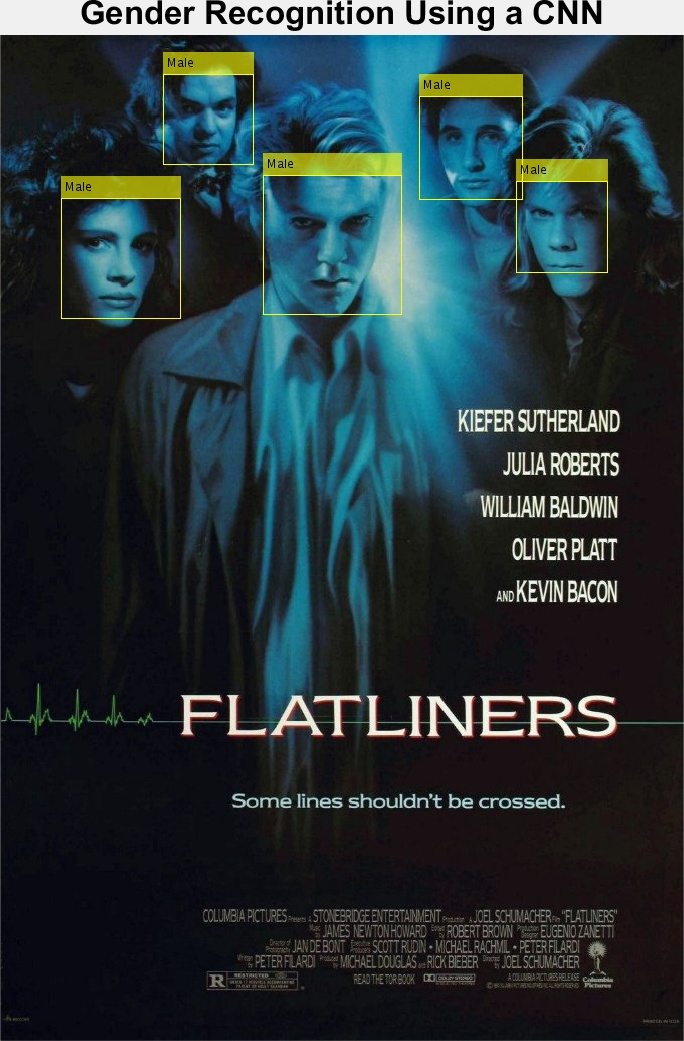 Gender Recognition Using a CNN
Male
Male
Male
Male
Male
KIEFER SUTHERLAND
JULIA ROBERTS
WILLIAM BALDWIN
OLIVER PLATT
AND KEVIN BACON
FLATLINERS
Some lines shouldn't be crossed.
COLUMBIA PICTURES Presents A STONEBRIDGE ENTERTAINMENT Production A JOEL SCHUMACHER Film "FLATLINERS"
Music by JAMES NEWTON HOWARD Edited by ROBERT BROWN Production Designer EUGENIO ZANETTI
Director of Photography JAN DE BONT Executive Producers SCOTT RUDIN • MICHAEL RACHMIL • PETER FILARDI
Written by PETER FILARDI Produced by MICHAEL DOUGLAS and RICK BIEBER Directed by JOEL SCHUMACHER
R RESTRICTED
READ THE TOR BOOK
DOLBY STEREO
A COLUMBIA PICTURES RELEASE
Columbia Pictures